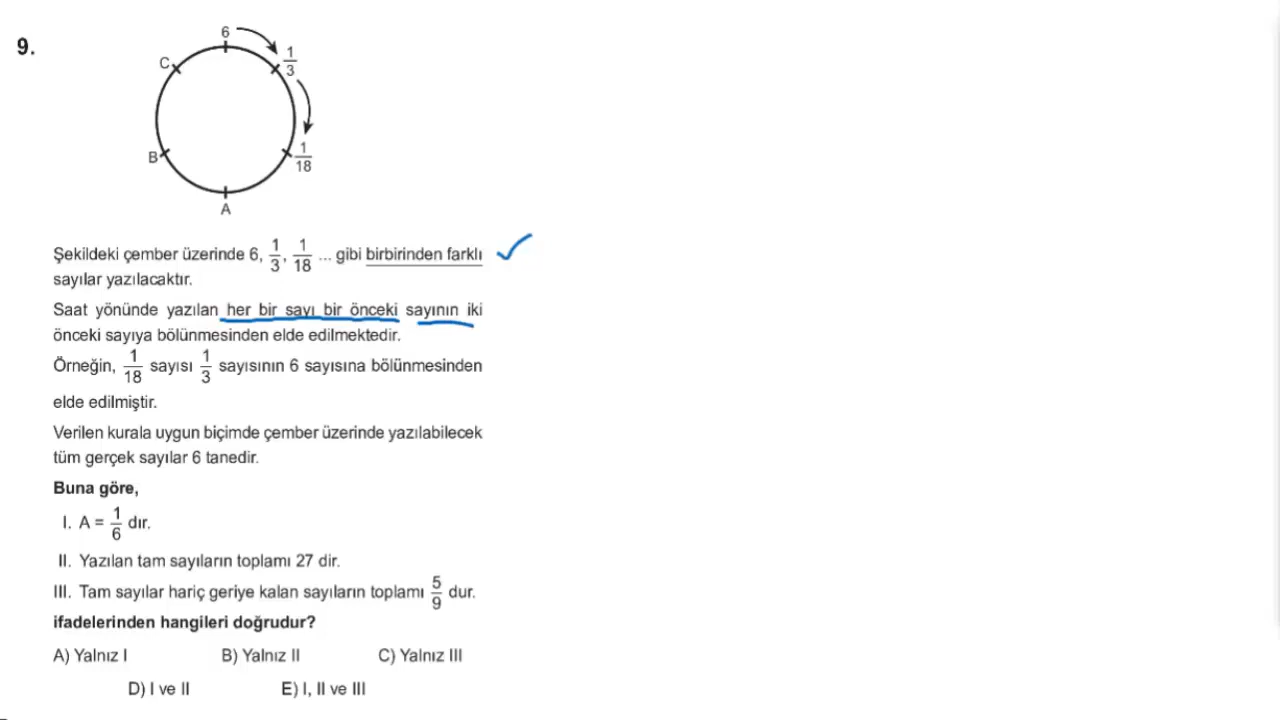 9.
6
C
1
3
1
18
B
A
Şekildeki çember üzerinde 6, 1/3, 1/18 ... gibi birbirinden farklı
sayılar yazılacaktır.
Saat yönünde yazılan her bir sayı bir önceki sayının iki
önceki sayıya bölünmesinden elde edilmektedir.
Örneğin, 1/18 sayısı 1/3 sayısının 6 sayısına bölünmesinden
elde edilmiştir.
Verilen kurala uygun biçimde çember üzerinde yazılabilecek
tüm gerçek sayılar 6 tanedir.
Buna göre,
I. A = 1/6 dır.
II. Yazılan tam sayıların toplamı 27 dir.
III. Tam sayılar hariç geriye kalan sayıların toplamı 5/9 dur.
ifadelerinden hangileri doğrudur?
A) Yalnız I B) Yalnız II C) Yalnız III
D) I ve II E) I, II ve III